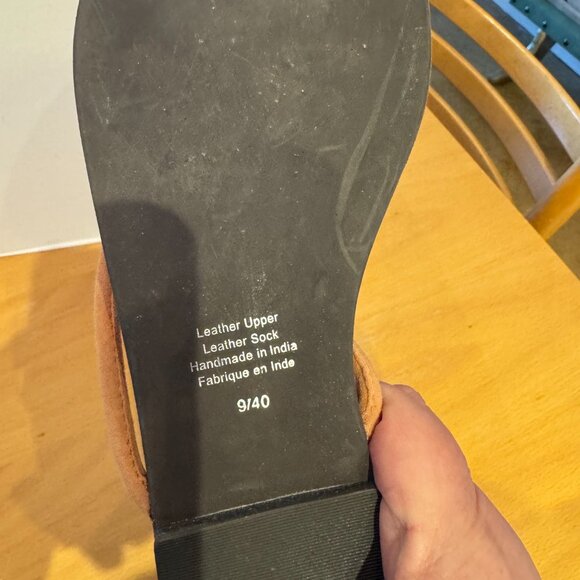 Leather Upper
Leather Sock
Handmade in India
Fabrique en Inde
9/40